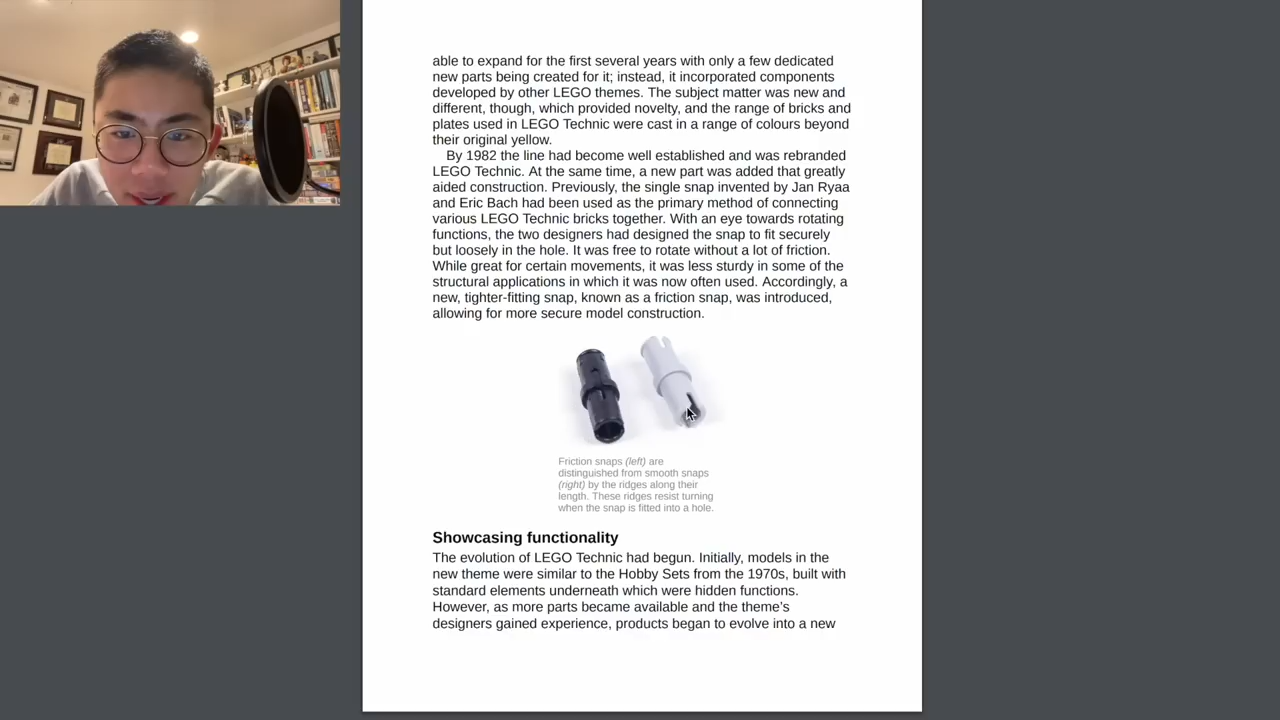 able to expand for the first several years with only a few dedicated
new parts being created for it; instead, it incorporated components
developed by other LEGO themes. The subject matter was new and
different, though, which provided novelty, and the range of bricks and
plates used in LEGO Technic were cast in a range of colours beyond
their original yellow.
By 1982 the line had become well established and was rebranded
LEGO Technic. At the same time, a new part was added that greatly
aided construction. Previously, the single snap invented by Jan Ryaa
and Eric Bach had been used as the primary method of connecting
various LEGO Technic bricks together. With an eye towards rotating
functions, the two designers had designed the snap to fit securely
but loosely in the hole. It was free to rotate without a lot of friction.
While great for certain movements, it was less sturdy in some of the
structural applications in which it was now often used. Accordingly, a
new, tighter-fitting snap, known as a friction snap, was introduced,
allowing for more secure model construction.
Friction snaps (left) are
distinguished from smooth snaps
(right) by the ridges along their
length. These ridges resist turning
when the snap is fitted into a hole.
Showcasing functionality
The evolution of LEGO Technic had begun. Initially, models in the
new theme were similar to the Hobby Sets from the 1970s, built with
standard elements underneath which were hidden functions.
However, as more parts became available and the theme's
designers gained experience, products began to evolve into a new